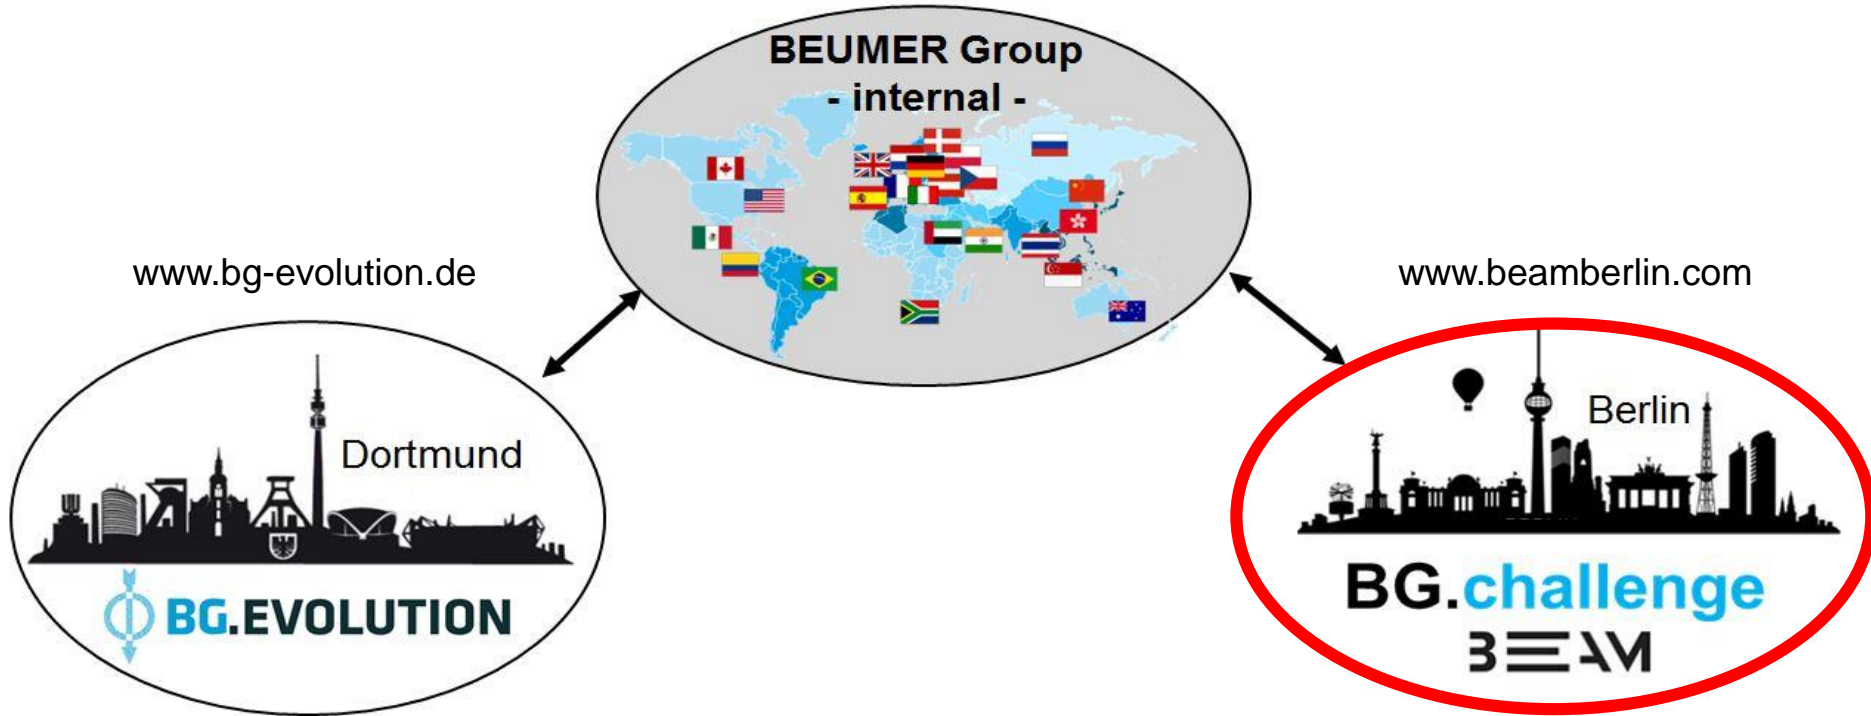 BEUMER Group
- internal -
www.bg-evolution.de
www.beamberlin.com
Dortmund
BG.EVOLUTION
Berlin
BG.challenge
BEAM